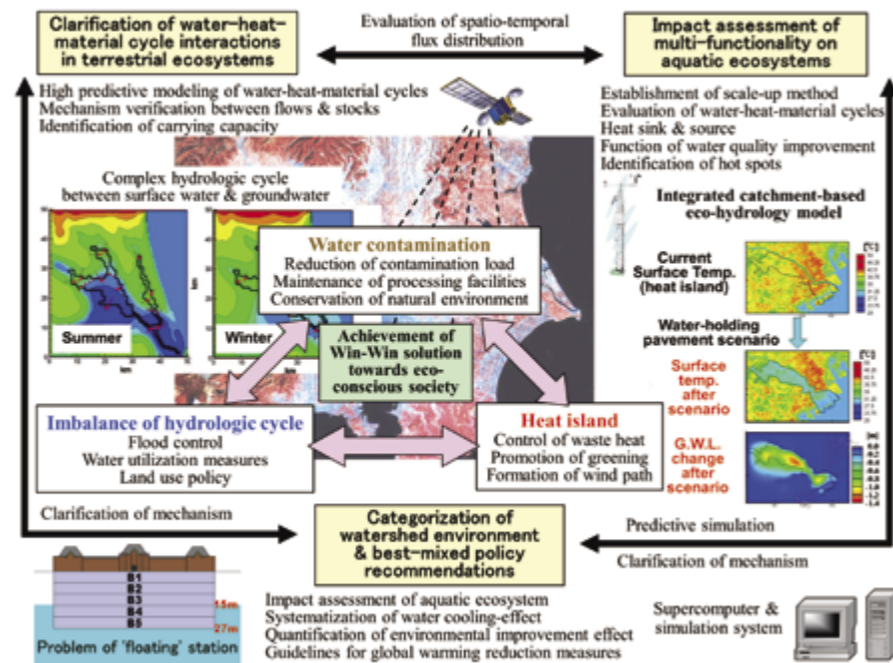 Clarification of water-heat-
material cycle interactions
in terrestrial ecosystems
Evaluation of spatio-temporal
flux distribution
Impact assessment of
multi-functionality on
aquatic ecosystems
High predictive modeling of water-heat-material cycles
Mechanism verification between flows & stocks
Identification of carrying capacity
Establishment of scale-up method
Evaluation of water-heat-material cycles
Heat sink & source
Function of water quality improvement
Identification of hot spots
Complex hydrologic cycle
between surface water & groundwater
Summer
Winter
km
Integrated catchment-based
eco-hydrology model
Current
Surface Temp.
(heat island)
Water-holding
pavement scenario
Surface
temp. after
scenario
G.W.L.
change after
scenario
Water contamination
Reduction of contamination load
Maintenance of processing facilities
Conservation of natural environment
Achievement of
Win-Win solution
towards eco-
conscious society
Imbalance of hydrologic cycle
Flood control
Water utilization measures
Land use policy
Heat island
Control of waste heat
Promotion of greening
Formation of wind path
Clarification of mechanism
Categorization of
watershed environment
& best-mixed policy
recommendations
Predictive simulation
Clarification of mechanism
B1
B2
B3
B4
B5
15m
27m
Problem of 'floating' station
Impact assessment of aquatic ecosystem
Systematization of water cooling-effect
Quantification of environmental improvement effect
Guidelines for global warming reduction measures
Supercomputer &
simulation system